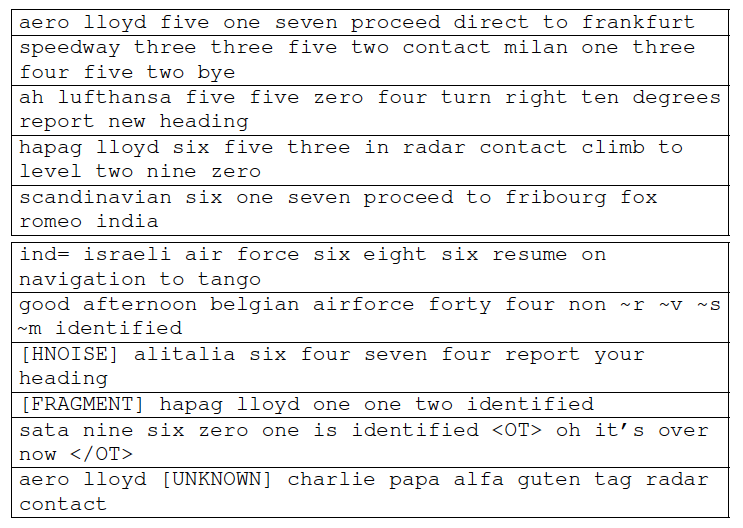 aero lloyd five one seven proceed direct to frankfurt
speedway three three five two contact milan one three
four five two bye
ah lufthansa five five zero four turn right ten degrees
report new heading
hapag lloyd six five three in radar contact climb to
level two nine zero
scandinavian six one seven proceed to fribourg fox
romeo india
ind= israeli air force six eight six resume on
navigation to tango
good afternoon belgian airforce forty four non ~r ~v ~s
~m identified
[HNOISE] alitalia six four seven four report your
heading
[FRAGMENT] hapag lloyd one one two identified
sata nine six zero one is identified <OT> oh it’s over
now </OT>
aero lloyd [UNKNOWN] charlie papa alfa guten tag radar
contact